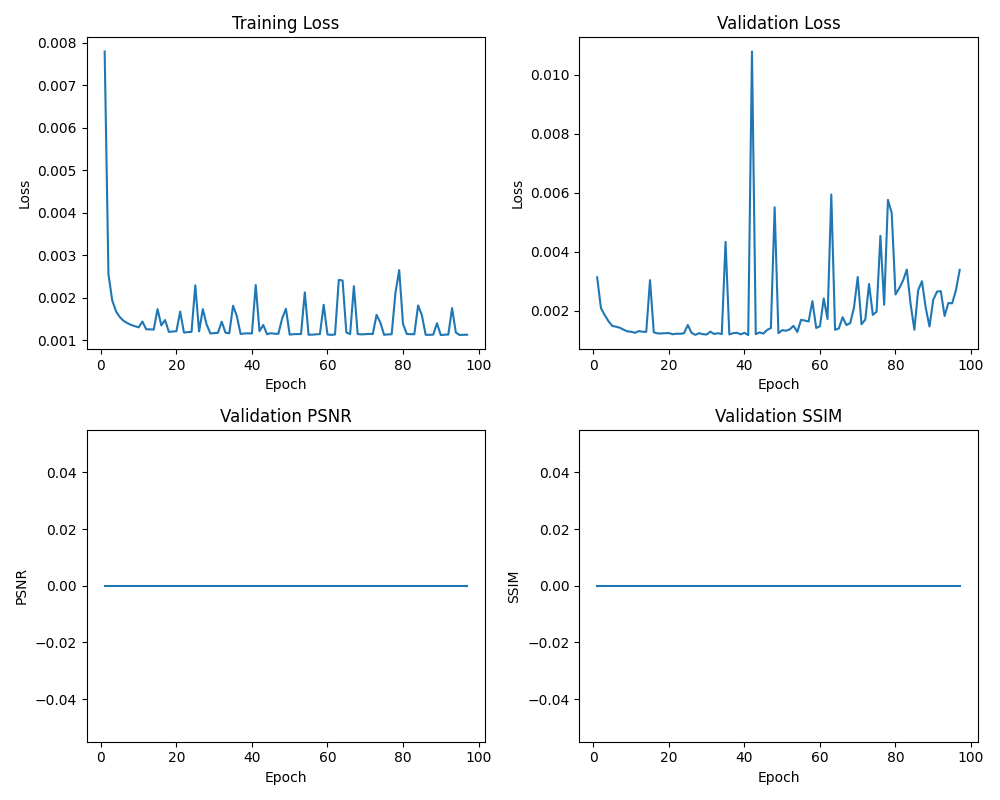 Training Loss
Validation Loss
0.008
0.007
0.006
0.005
0.004
0.003
0.002
0.001
Loss
0 20 40 60 80 100
Epoch
0.010
0.008
0.006
0.004
0.002
Loss
0 20 40 60 80 100
Epoch
Validation PSNR
Validation SSIM
0.04
0.02
0.00
−0.02
−0.04
PSNR
0 20 40 60 80 100
Epoch
0.04
0.02
0.00
−0.02
−0.04
SSIM
0 20 40 60 80 100
Epoch